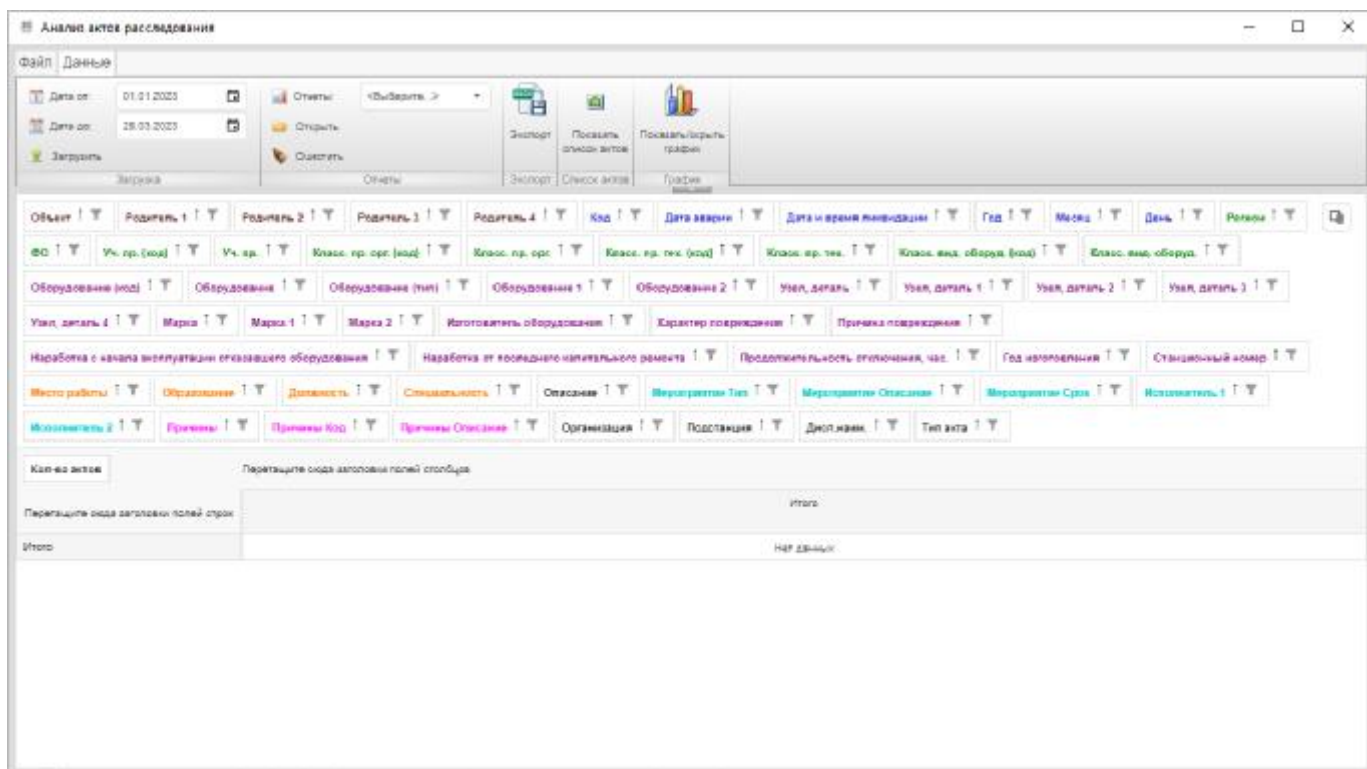 Анализ актов расследования
Файл Данные
Дата от: 01.01.2023 Отчеты: <Выберите...>
Дата до: 28.03.2023 Открыть Экспорт Показать список актов Показать/скрыть график
Загрузить Очистить
Загрузка Отчеты Экспорт Список актов График
Объект Родитель 1 Родитель 2 Родитель 3 Родитель 4 Код Дата аварии Дата и время ликвидации Год Месяц День Регион
ФО Уч. пр. (код) Уч. пр. Класс. пр. орг. (код) Класс. пр. орг. Класс. пр. тех. (код) Класс. пр. тех. Класс. вид. оборуд. (код) Класс. вид. оборуд.
Оборудование (код) Оборудование Оборудование (тип) Оборудование 1 Оборудование 2 Узел, деталь Узел, деталь 1 Узел, деталь 2 Узел, деталь 3
Узел, деталь 4 Марка Марка 1 Марка 2 Изготовитель оборудования Характер повреждения Причина повреждения
Наработка с начала эксплуатации отказавшего оборудования Наработка от последнего капитального ремонта Продолжительность отключения, час. Год изготовления Станционный номер
Место работы Образование Должность Специальность Описание Мероприятия Тип Мероприятия Описание Мероприятия Срок Исполнитель 1
Исполнитель 2 Причины Причины Код Причины Описание Организация Подстанция Дисп.наим. Тип акта
Кол-во актов Перетащите сюда заголовки полей столбцов
Перетащите сюда заголовки полей строк Итого
Итого Нет данных